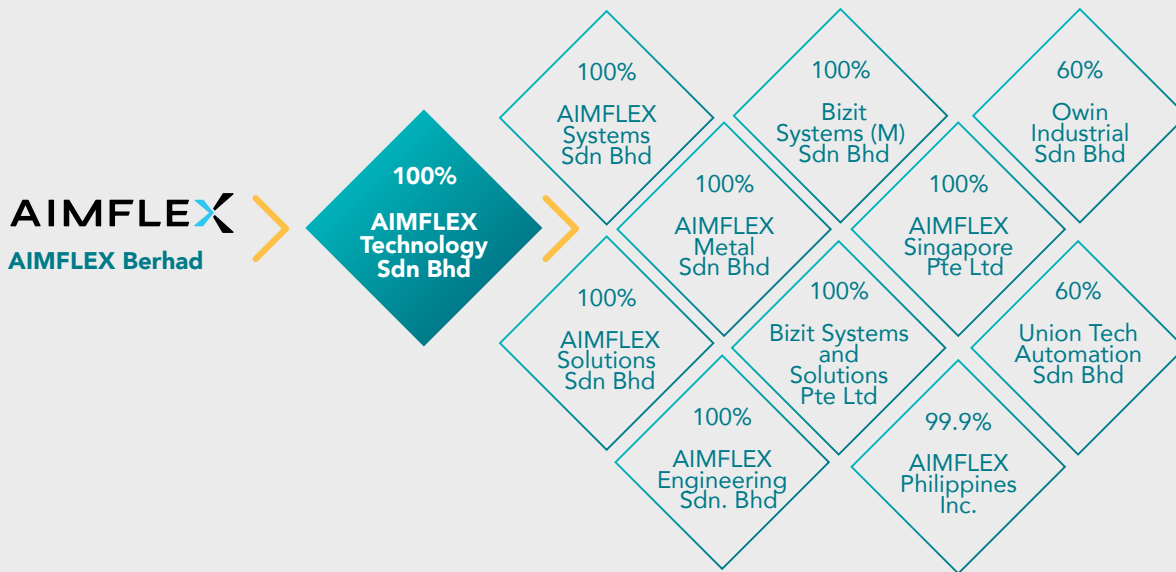 AIMFLEX
AIMFLEX Berhad
100%
AIMFLEX
Technology
Sdn Bhd
100%
AIMFLEX
Systems
Sdn Bhd
100%
Bizit
Systems (M)
Sdn Bhd
60%
Owin
Industrial
Sdn Bhd
100%
AIMFLEX
Metal
Sdn Bhd
100%
AIMFLEX
Singapore
Pte Ltd
100%
AIMFLEX
Solutions
Sdn Bhd
100%
Bizit Systems
and
Solutions
Pte Ltd
60%
Union Tech
Automation
Sdn Bhd
100%
AIMFLEX
Engineering
Sdn. Bhd
99.9%
AIMFLEX
Philippines
Inc.